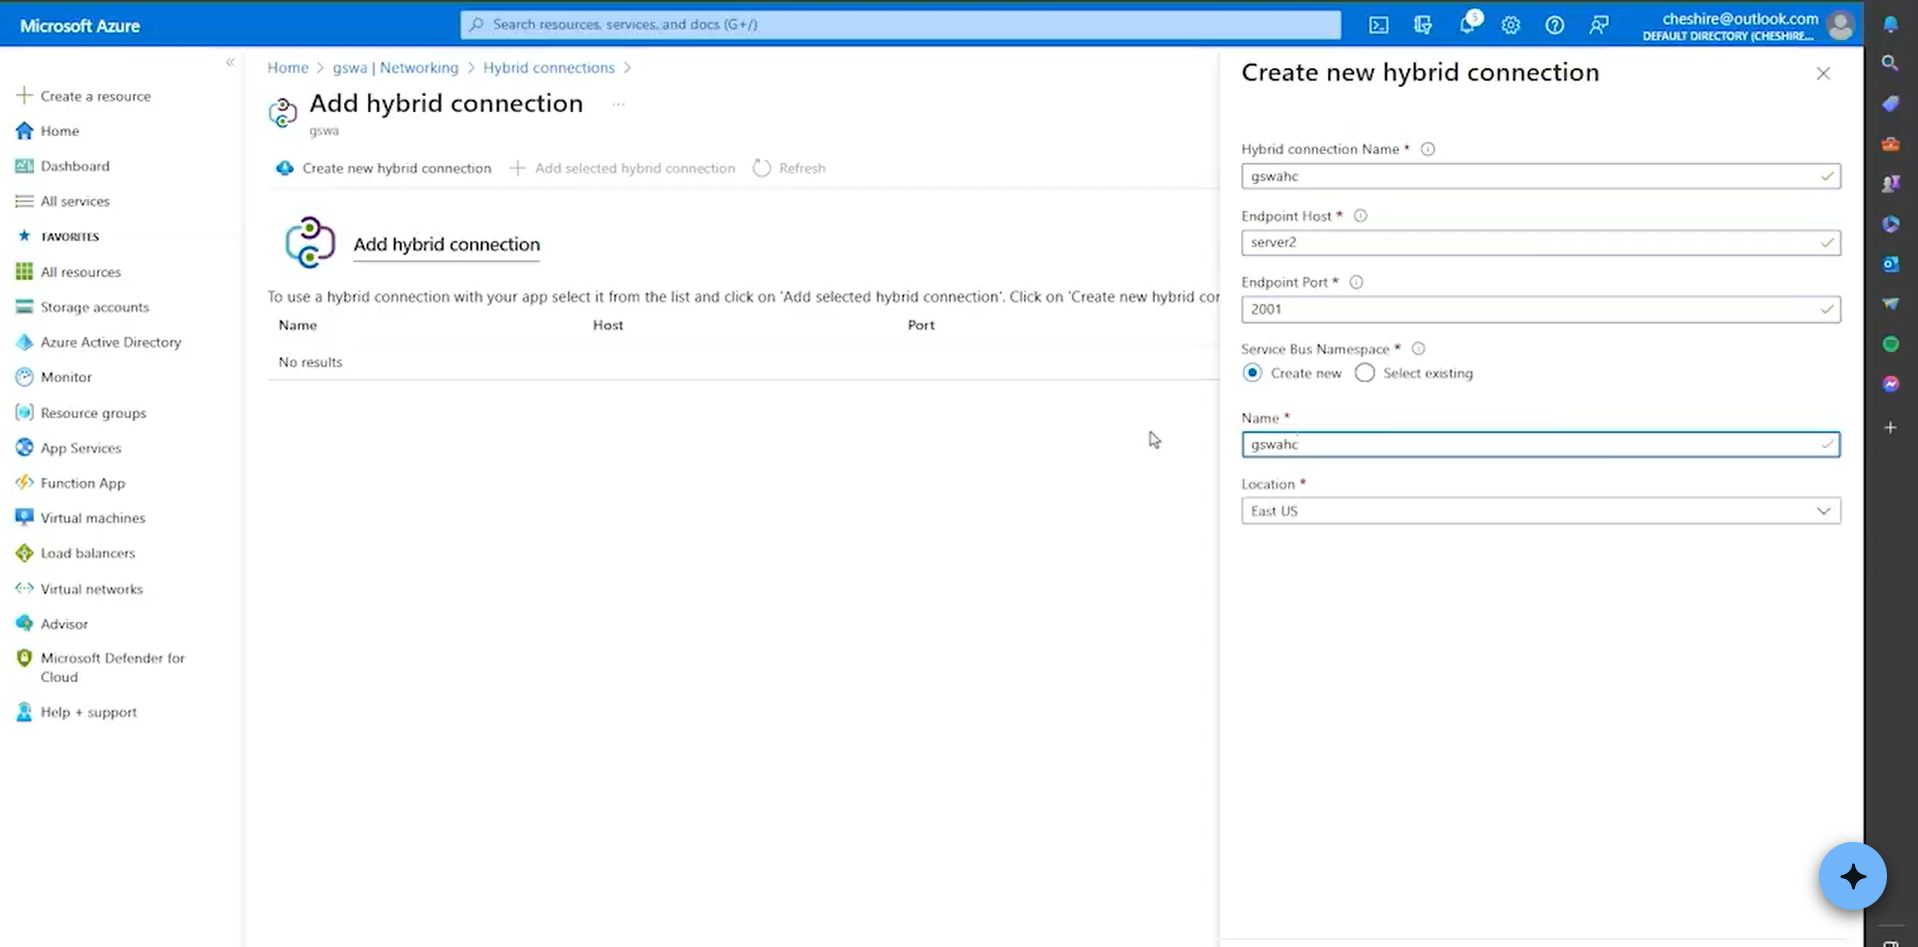 Microsoft Azure
Search resources, services, and docs (G+/)
5
cheshire@outlook.com
DEFAULT DIRECTORY (CHESHIRE...
Create a resource
Home
Dashboard
All services
FAVORITES
All resources
Storage accounts
Azure Active Directory
Monitor
Resource groups
App Services
Function App
Virtual machines
Load balancers
Virtual networks
Advisor
Microsoft Defender for
Cloud
Help + support
Home > gswa | Networking > Hybrid connections >
Add hybrid connection ...
gswa
Create new hybrid connection
Add selected hybrid connection
Refresh
Add hybrid connection
To use a hybrid connection with your app select it from the list and click on 'Add selected hybrid connection'. Click on 'Create new hybrid cor
Name Host Port
No results
Create new hybrid connection
Hybrid connection Name *
gswahc
Endpoint Host *
server2
Endpoint Port *
2001
Service Bus Namespace *
Create new
Select existing
Name *
gswahc
Location *
East US